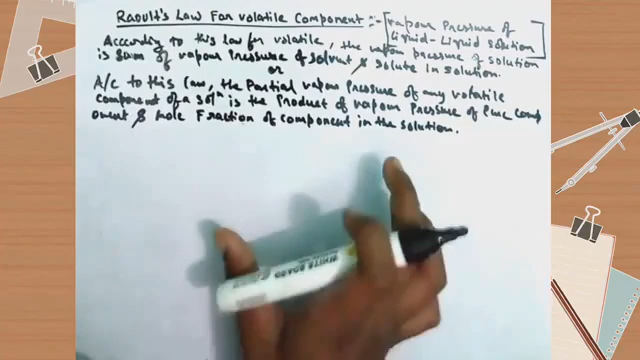 Raoult's Law For volatile Component :- [vapour Pressure of
Liquid-Liquid solution]
According to this law for volatile, the vapour pressure of solution
is sum of vapour Pressure of solvent & solute in solution.
or
A/c to this law, the Partial vapour Pressure of any volatile
component of a solⁿ is the Product of vapour Pressure of Pure Comp
onent & mole Fraction of component in the solution.
WHITE BOARD